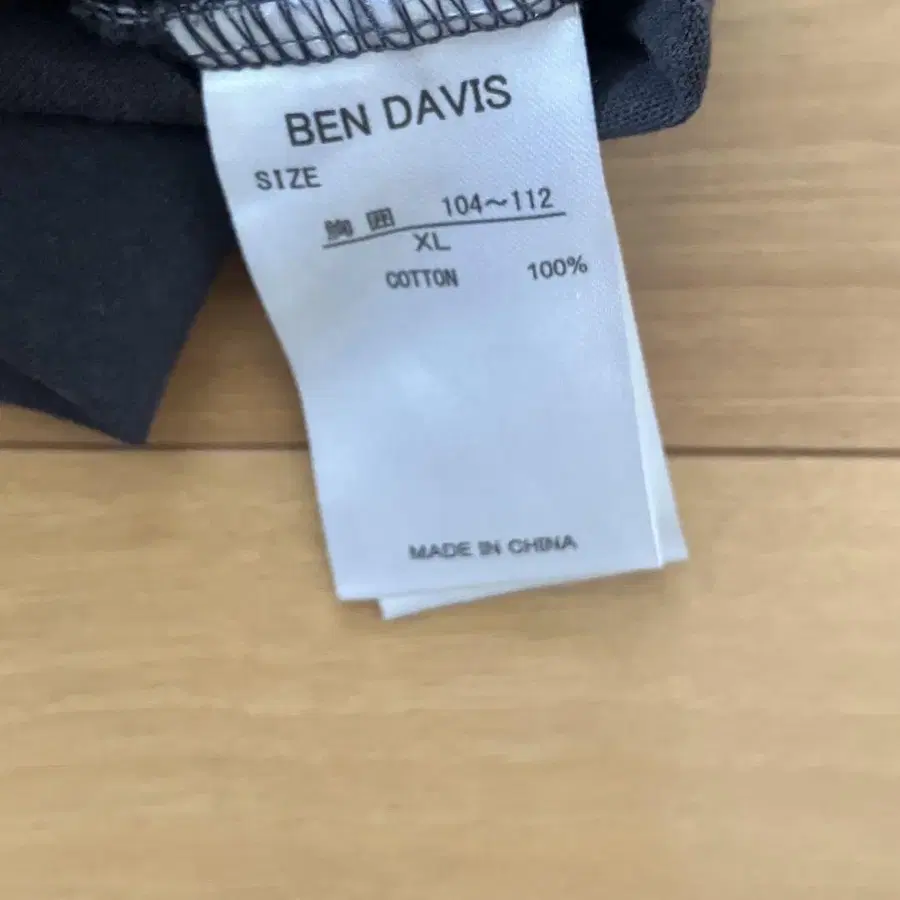 BEN DAVIS
SIZE
胸囲 104～112
XL
COTTON 100%
MADE IN CHINA